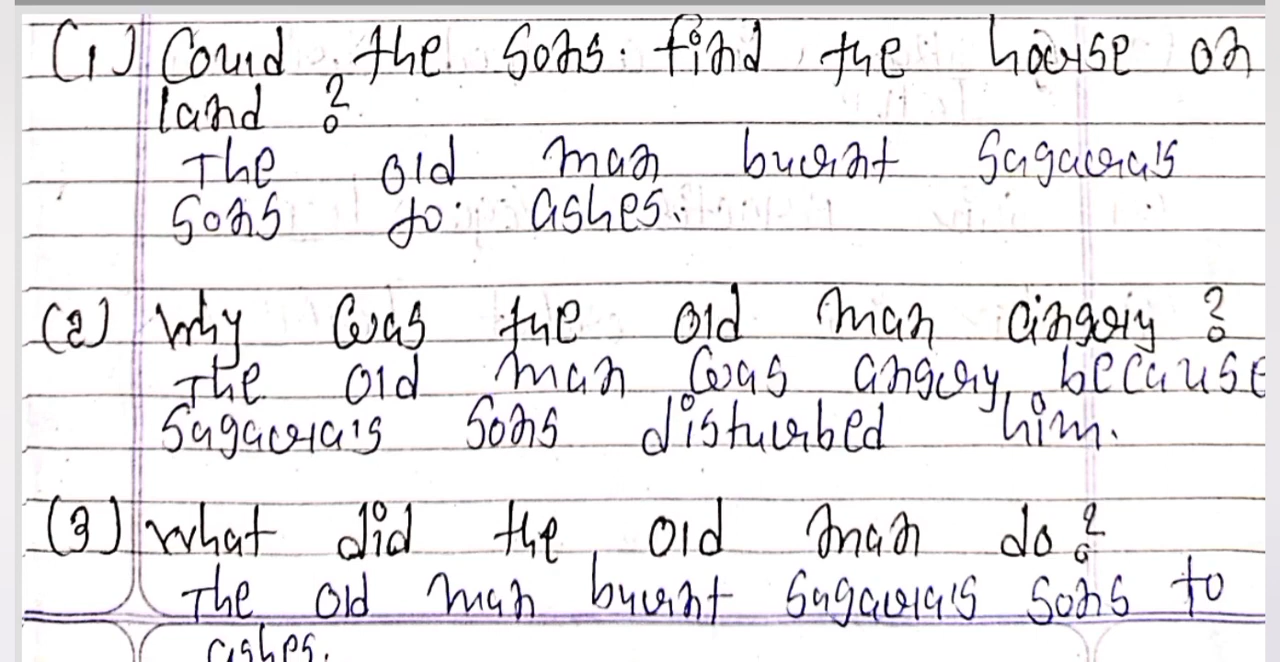 (1) Could the sons find the horse on
land ?
The old man burnt Sagara's
sons to ashes.
(2) Why was the old man angry ?
The old man was angry, because
Sagara's sons disturbed him.
(3) What did the old man do ?
The old man burnt Sagara's sons to
ashes.